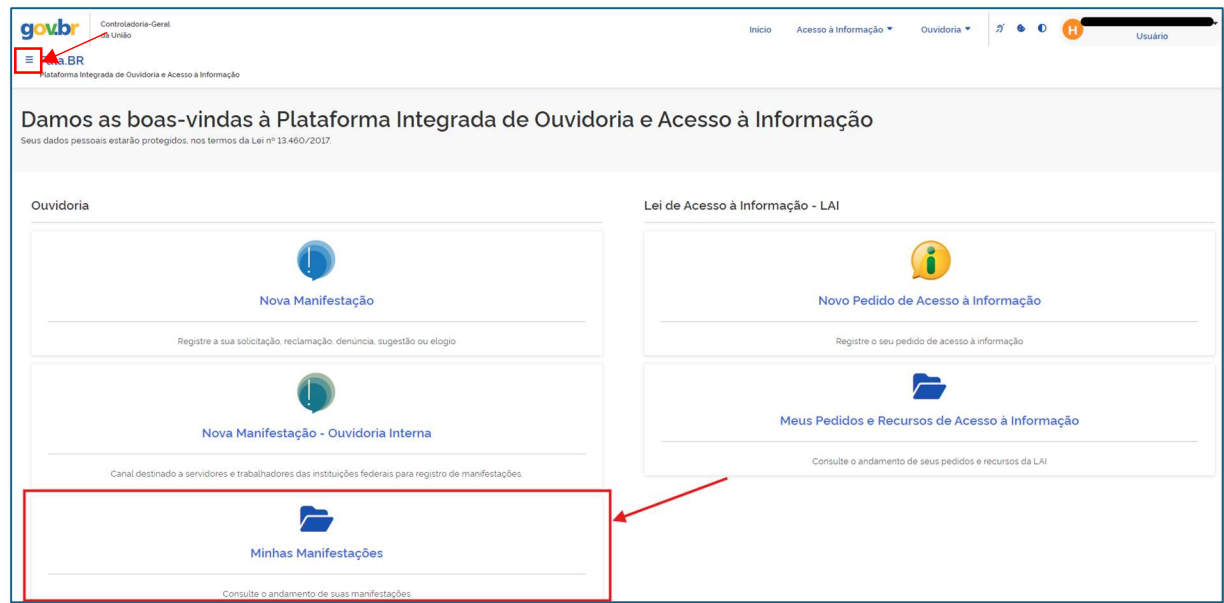 gov.br
Controladoria-Geral
da União
Início
Acesso à Informação
Ouvidoria
H
Usuário
.BR
Plataforma Integrada de Ouvidoria e Acesso à Informação
Damos as boas-vindas à Plataforma Integrada de Ouvidoria e Acesso à Informação
Seus dados pessoais estarão protegidos, nos termos da Lei nº 13.460/2017.
Ouvidoria
Nova Manifestação
Registre a sua solicitação, reclamação, denúncia, sugestão ou elogio
Nova Manifestação - Ouvidoria Interna
Canal destinado a servidores e trabalhadores das instituições federais para registro de manifestações.
Minhas Manifestações
Consulte o andamento de suas manifestações
Lei de Acesso à Informação - LAI
Novo Pedido de Acesso à Informação
Registre o seu pedido de acesso à informação
Meus Pedidos e Recursos de Acesso à Informação
Consulte o andamento de seus pedidos e recursos da LAI